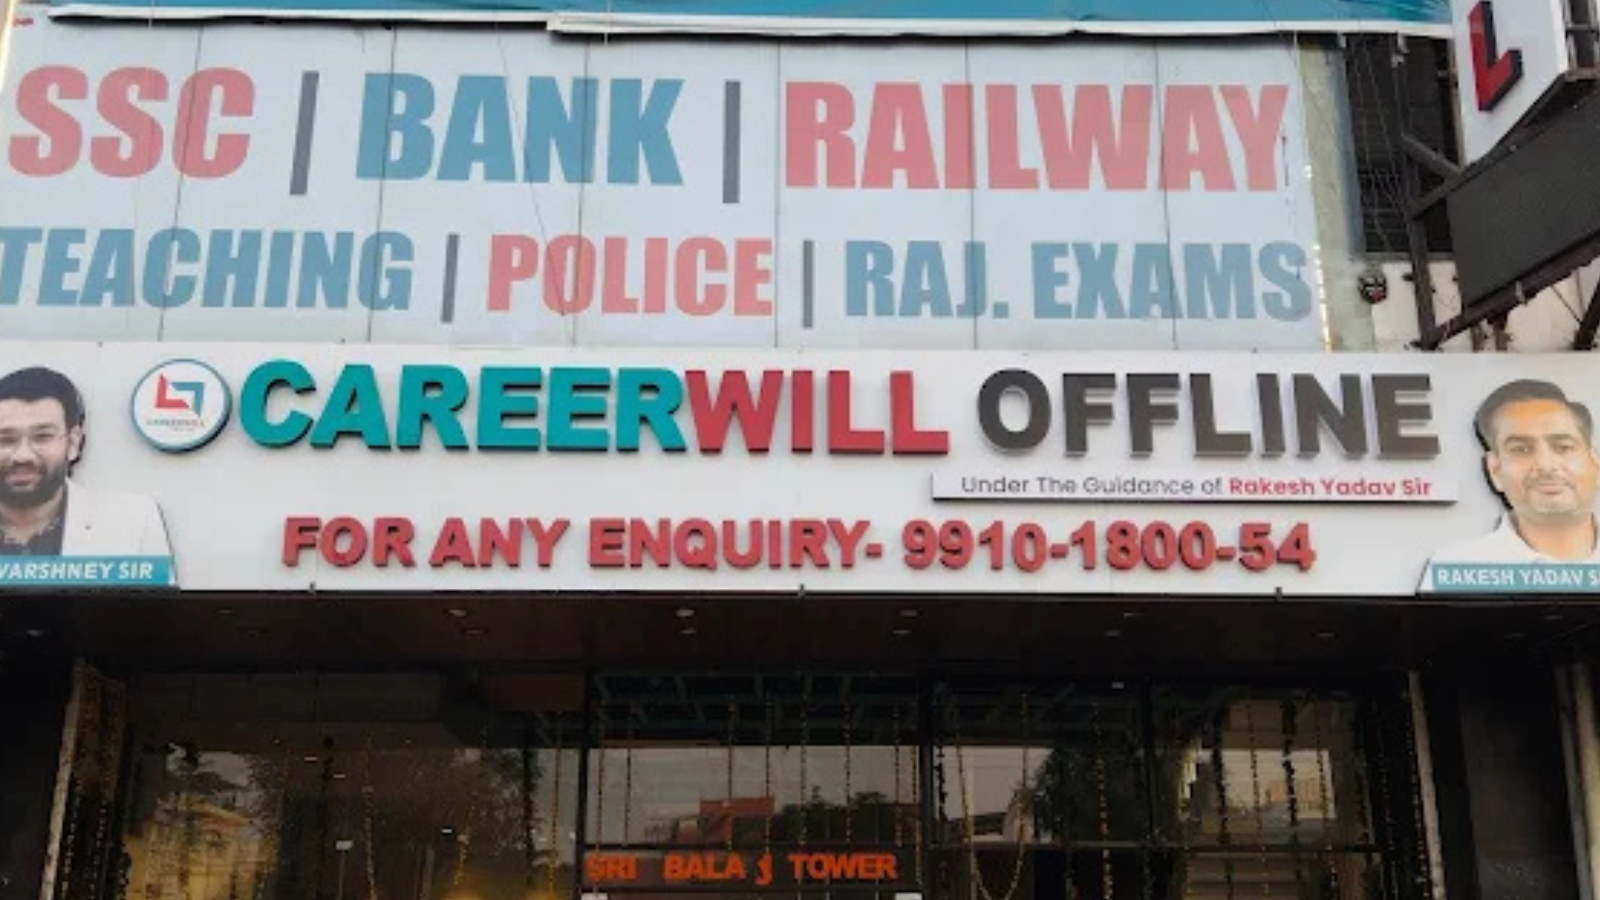 SSC | BANK | RAILWAY
TEACHING | POLICE | RAJ. EXAMS
L
CAREERWILL OFFLINE
Under The Guidance of Rakesh Yadav Sir
FOR ANY ENQUIRY- 9910-1800-54
VARSHNEY SIR
RAKESH YADAV
SRI BALA J TOWER